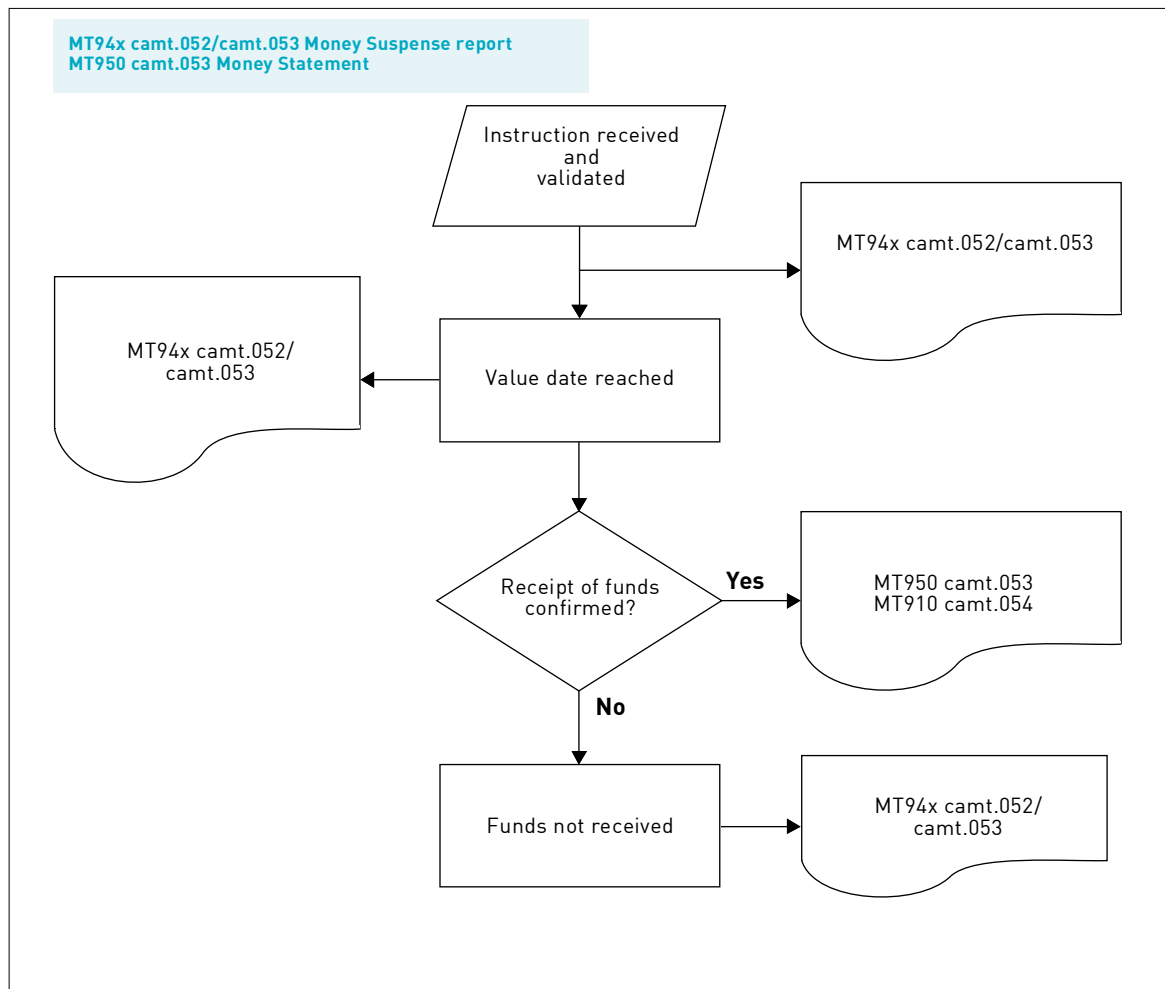 MT94x camt.052/camt.053 Money Suspense report
MT950 camt.053 Money Statement
Instruction received
and
validated
MT94x camt.052/camt.053
MT94x camt.052/
camt.053
Value date reached
Receipt of funds
confirmed?
Yes
MT950 camt.053
MT910 camt.054
No
Funds not received
MT94x camt.052/
camt.053